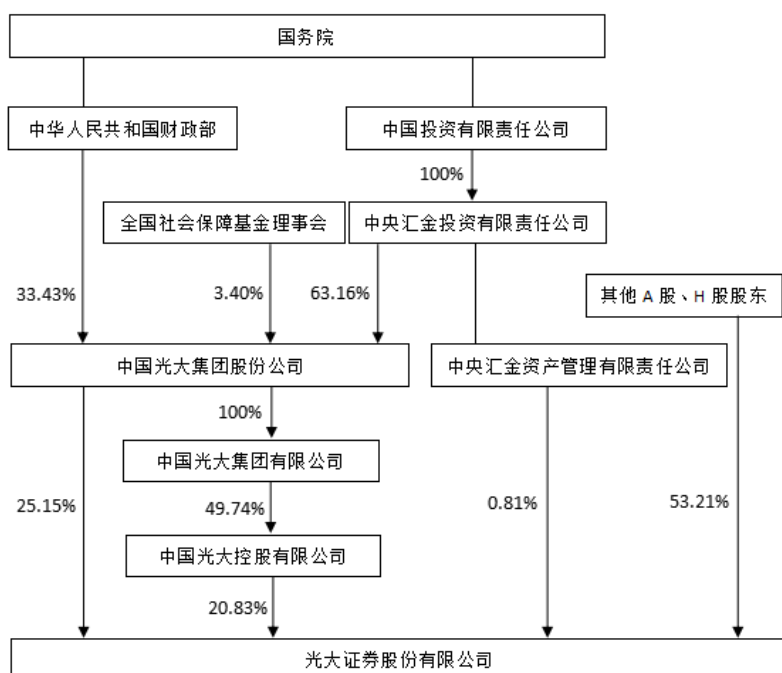 国务院
中华人民共和国财政部
中国投资有限责任公司
100%
全国社会保障基金理事会
中央汇金投资有限责任公司
33.43%
3.40%
63.16%
其他 A 股、H 股股东
中国光大集团股份公司
中央汇金资产管理有限责任公司
100%
中国光大集团有限公司
25.15%
49.74%
0.81%
53.21%
中国光大控股有限公司
20.83%
光大证券股份有限公司